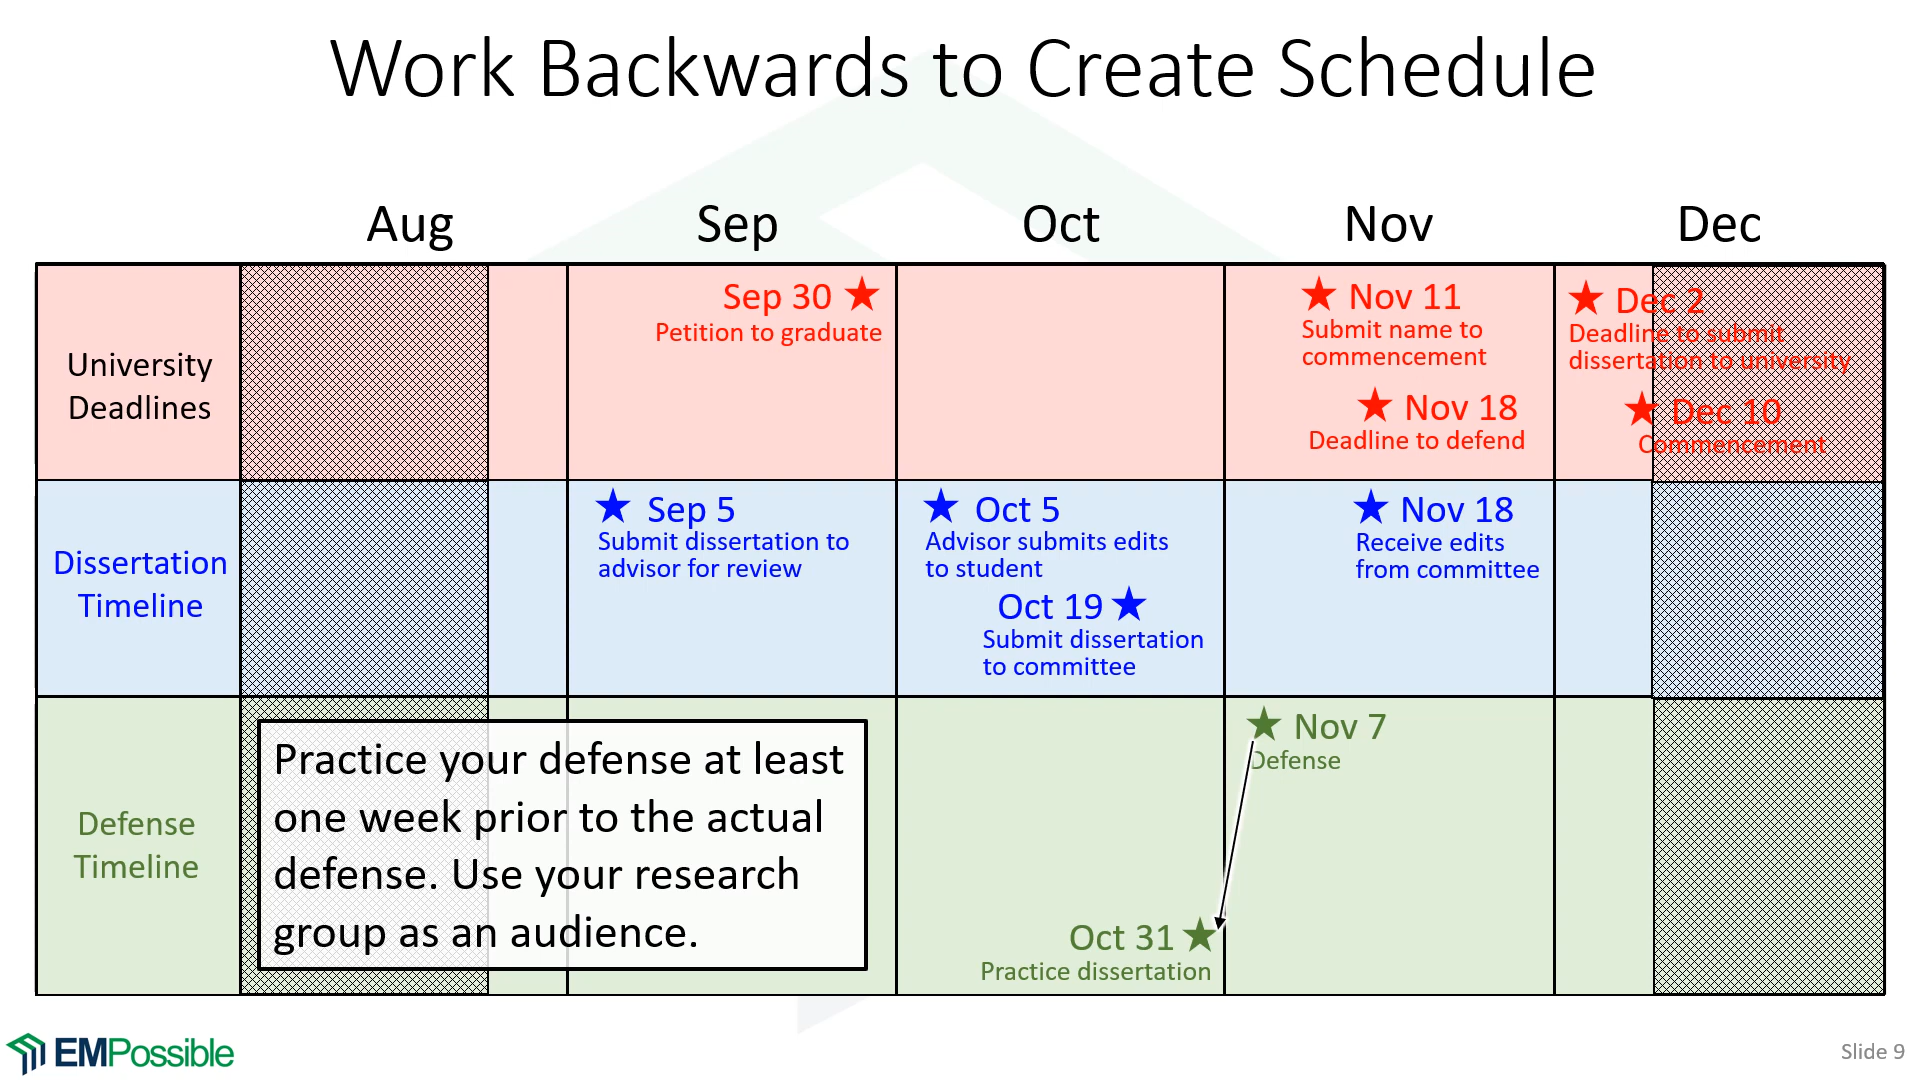 Work Backwards to Create Schedule
Aug
Sep
Oct
Nov
Dec
University
Deadlines
Sep 30
Petition to graduate
Nov 11
Submit name to
commencement
Nov 18
Deadline to defend
Dec 2
Deadline to submit
dissertation to university
Dec 10
Commencement
Dissertation
Timeline
Sep 5
Submit dissertation to
advisor for review
Oct 5
Advisor submits edits
to student
Oct 19
Submit dissertation
to committee
Nov 18
Receive edits
from committee
Defense
Timeline
Practice your defense at least
one week prior to the actual
defense. Use your research
group as an audience.
Nov 7
Defense
Oct 31
Practice dissertation
EMPossible
Slide 9